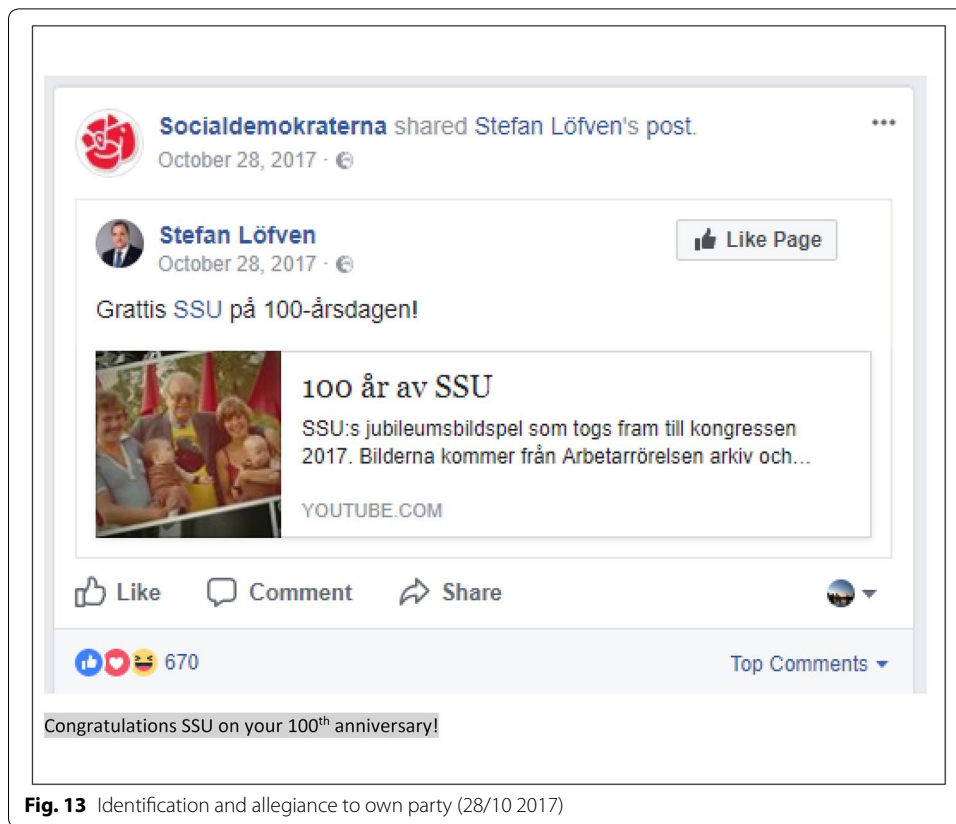 Socialdemokraterna shared Stefan Löfven's post.
October 28, 2017 ·
Stefan Löfven
October 28, 2017 ·
Like Page
Grattis SSU på 100-årsdagen!
100 år av SSU
SSU:s jubileumsbildspel som togs fram till kongressen
2017. Bilderna kommer från Arbetarrörelsen arkiv och...
YOUTUBE.COM
Like Comment Share
670
Top Comments
Congratulations SSU on your 100th anniversary!
Fig. 13 Identification and allegiance to own party (28/10 2017)